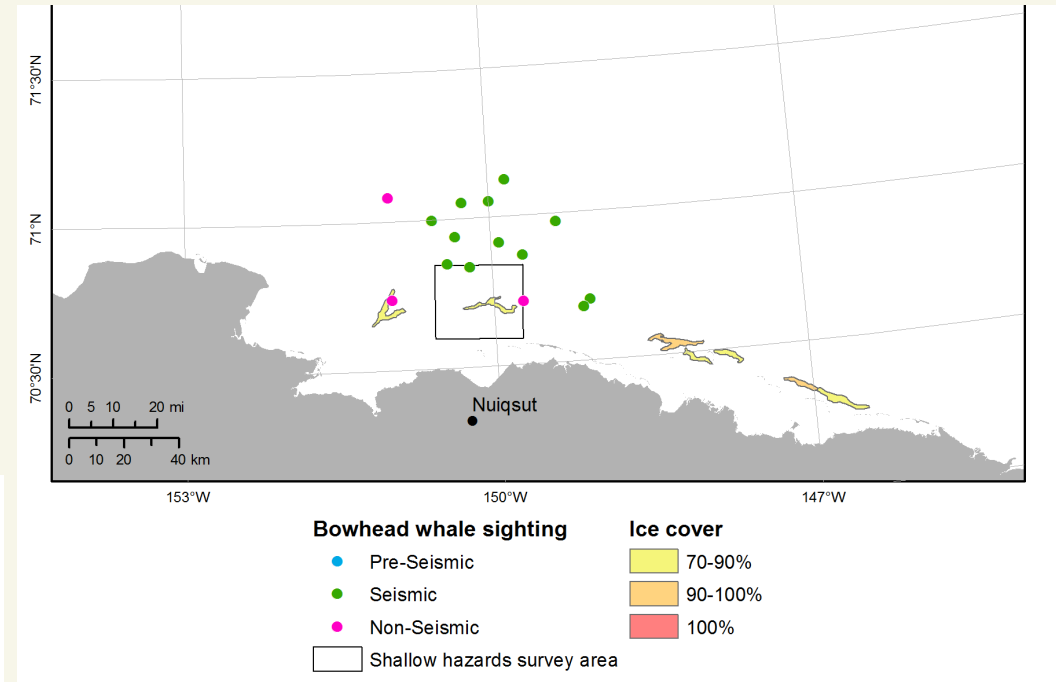 71°30'N
71°N
70°30'N
Nuiqsut
0 5 10 20 mi
0 10 20 40 km
153°W 150°W 147°W
Bowhead whale sighting
Pre-Seismic
Seismic
Non-Seismic
Shallow hazards survey area
Ice cover
70-90%
90-100%
100%